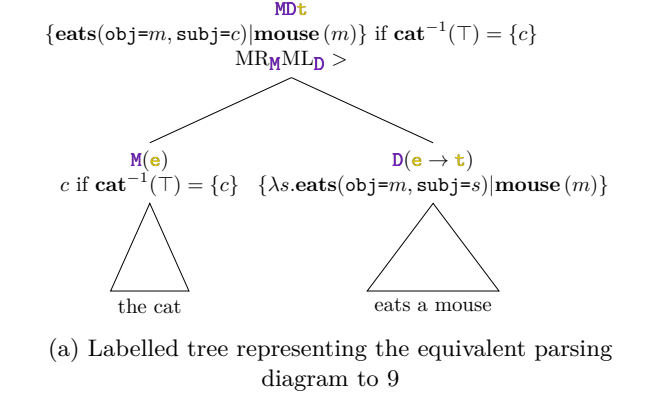 MDt
{eats(obj=m, subj=c)|mouse (m)} if cat⁻¹(⊤) = {c}
MR_M ML_D >
M(e) D(e → t)
c if cat⁻¹(⊤) = {c} {λs.eats(obj=m, subj=s)|mouse (m)}
the cat eats a mouse
(a) Labelled tree representing the equivalent parsing
diagram to 9